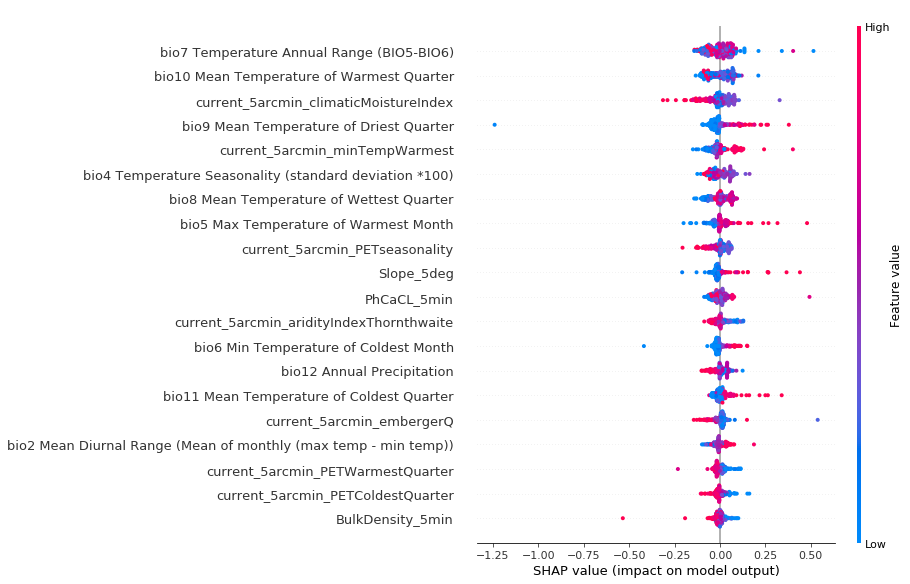 High
bio7 Temperature Annual Range (BIO5-BIO6)
bio10 Mean Temperature of Warmest Quarter
current_5arcmin_climaticMoistureIndex
bio9 Mean Temperature of Driest Quarter
current_5arcmin_minTempWarmest
bio4 Temperature Seasonality (standard deviation *100)
bio8 Mean Temperature of Wettest Quarter
bio5 Max Temperature of Warmest Month
current_5arcmin_PETseasonality
Slope_5deg
PhCaCL_5min
current_5arcmin_aridityIndexThornthwaite
bio6 Min Temperature of Coldest Month
bio12 Annual Precipitation
bio11 Mean Temperature of Coldest Quarter
current_5arcmin_embergerQ
bio2 Mean Diurnal Range (Mean of monthly (max temp - min temp))
current_5arcmin_PETWarmestQuarter
current_5arcmin_PETColdestQuarter
BulkDensity_5min
Feature value
Low
−1.25 −1.00 −0.75 −0.50 −0.25 0.00 0.25 0.50
SHAP value (impact on model output)